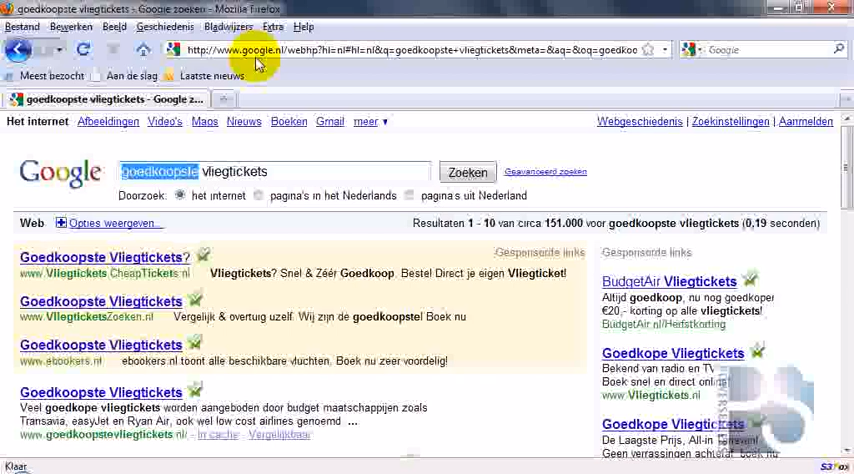 goedkoopste vliegtickets - Google zoeken - Mozilla Firefox
Bestand Bewerken Beeld Geschiedenis Bladwijzers Extra Help
http://www.google.nl/webhp?hl=nl#hl=nl&q=goedkoopste+vliegtickets&meta=&aq=&oq=goedkoo
Google
Meest bezocht Aan de slag Laatste nieuws
goedkoopste vliegtickets - Google z...
Het internet Afbeeldingen Video's Maps Nieuws Boeken Gmail meer
Webgeschiedenis | Zoekinstellingen | Aanmelden
Google goedkoopste vliegtickets Zoeken Geavanceerd zoeken
Doorzoek: het internet pagina's in het Nederlands pagina's uit Nederland
Web Opties weergeven... Resultaten 1 - 10 van circa 151.000 voor goedkoopste vliegtickets (0,19 seconden)
Goedkoopste Vliegtickets? Gesponsorde links
www.Vliegtickets.CheapTickets.nl Vliegtickets? Snel & Zéér Goedkoop. Bestel Direct je eigen Vliegticket!
Goedkoopste Vliegtickets
www.VliegticketsZoeken.nl Vergelijk & overtuig uzelf. Wij zijn de goedkoopste! Boek nu
Goedkoopste Vliegtickets
www.ebookers.nl ebookers.nl toont alle beschikbare vluchten. Boek nu zeer voordelig!
Goedkoopste Vliegtickets
Veel goedkope vliegtickets worden aangeboden door budget maatschappijen zoals
Transavia, easyJet en Ryan Air, ook wel low cost airlines genoemd ...
www.goedkoopstevliegtickets.nl/ - In cache - Vergelijkbaar
Gesponsorde links
BudgetAir Vliegtickets
Altijd goedkoop, nu nog goedkoper
€20,- korting op alle vliegtickets!
BudgetAir.nl/Herfstkorting
Goedkope Vliegtickets
Bekend van radio en TV
Boek snel en direct online!
www.Vliegtickets.nl
Goedkope Vliegtickets
De Laagste Prijs, All-in
Geen verrassingen achteraf
Klaar